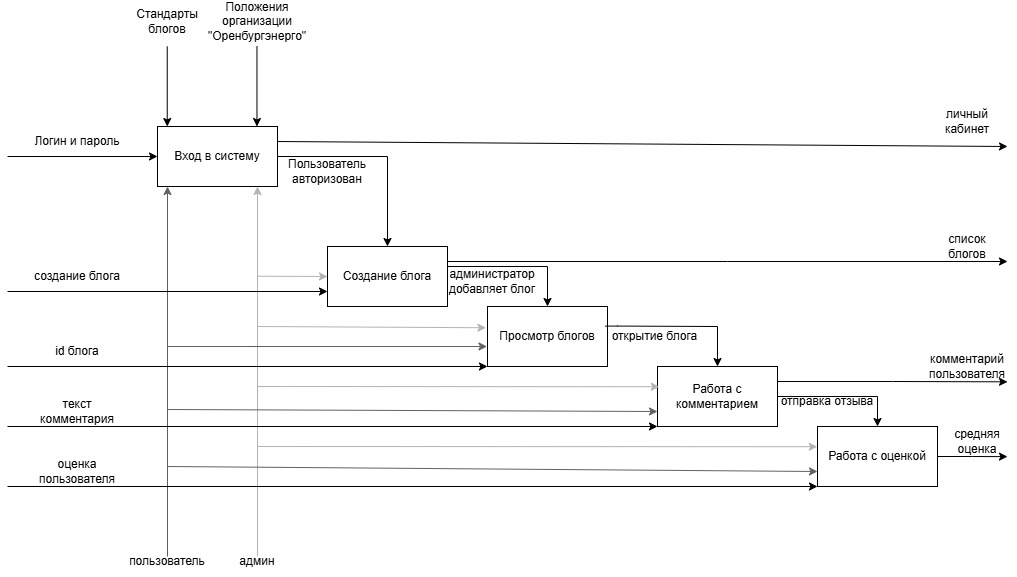 Стандарты
блогов
Положения
организации
"Оренбургэнерго"
Логин и пароль
Вход в систему
личный
кабинет
Пользователь
авторизован
создание блога
Создание блога
список
блогов
администратор
добавляет блог
id блога
Просмотр блогов
открытие блога
комментарий
пользователя
текст
комментария
Работа с
комментарием
отправка отзыва
оценка
пользователя
Работа с оценкой
средняя
оценка
пользователь
админ